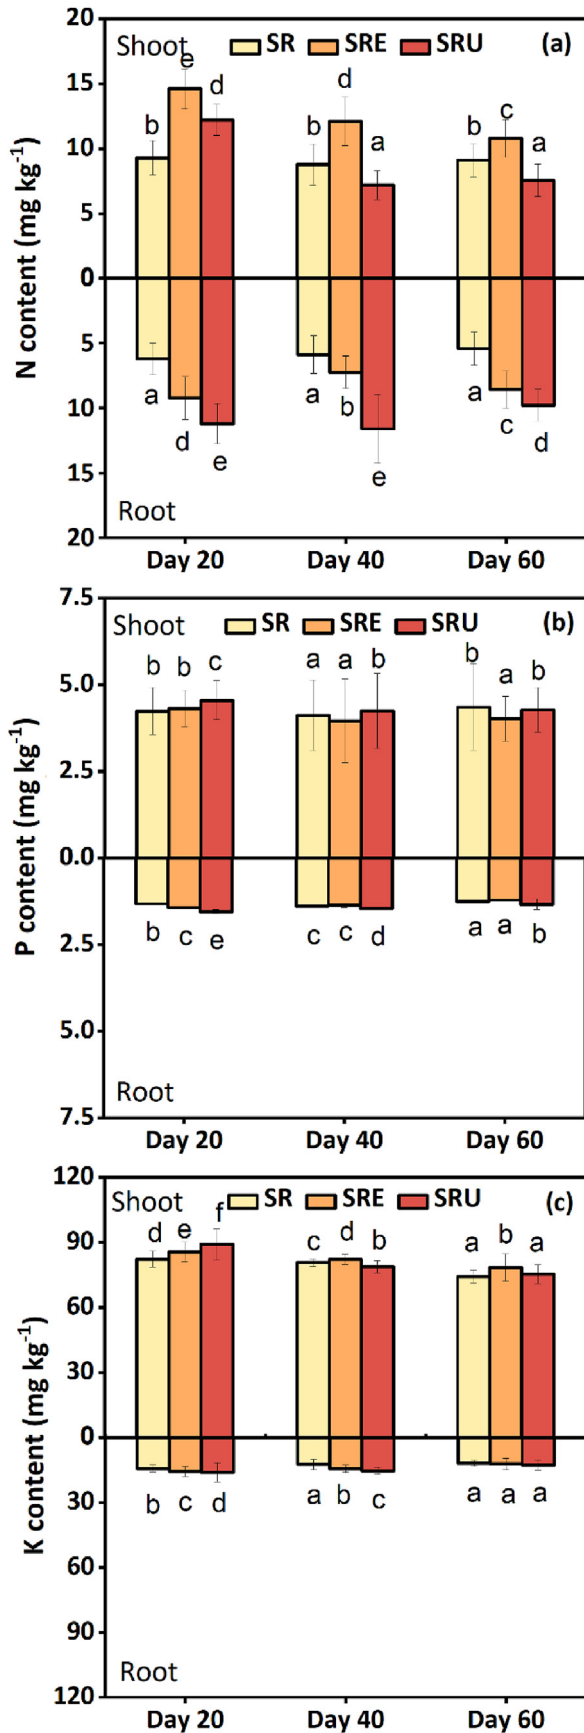 20
Shoot SR SRE SRU (a)
e
15
d
d
c
b
b
a
b
a
10
5
N content (mg kg-1)
0
5
a
d
e
a
b
e
a
c
d
10
15
Root
20
Day 20 Day 40 Day 60
7.5
Shoot SR SRE SRU (b)
b b c
a a b
b a b
5.0
2.5
P content (mg kg-1)
0.0
b c e
c c d
a a b
2.5
5.0
Root
7.5
Day 20 Day 40 Day 60
120
Shoot SR SRE SRU (c)
d e f
c d b
a b a
90
60
30
K content (mg kg-1)
0
b c d
a b c
a a a
30
60
90
Root
120
Day 20 Day 40 Day 60